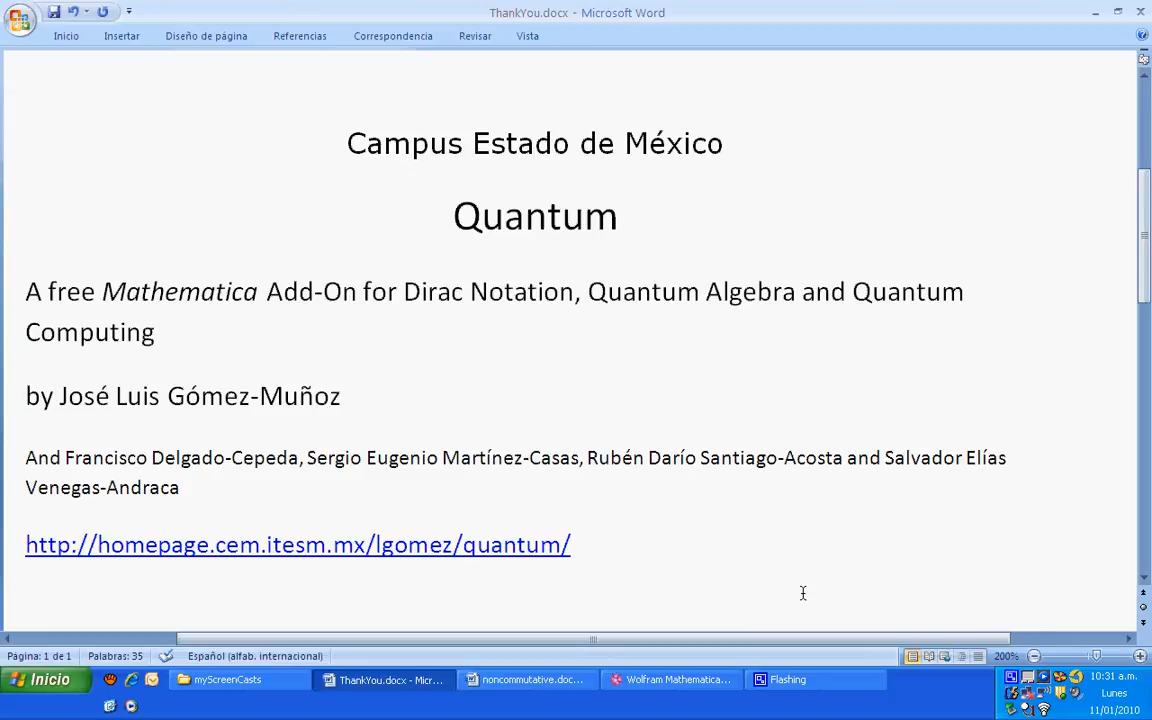 ThankYou.docx - Microsoft Word
Inicio Insertar Diseño de página Referencias Correspondencia Revisar Vista
Campus Estado de México
Quantum
A free Mathematica Add-On for Dirac Notation, Quantum Algebra and Quantum
Computing
by José Luis Gómez-Muñoz
And Francisco Delgado-Cepeda, Sergio Eugenio Martínez-Casas, Rubén Darío Santiago-Acosta and Salvador Elías
Venegas-Andraca
http://homepage.cem.itesm.mx/lgomez/quantum/
Página: 1 de 1 Palabras: 35 Español (alfab. internacional) 200%
Inicio myScreenCasts ThankYou.docx - Micr... noncommutative.doc... Wolfram Mathematica... Flashing 10:31 a.m.
Lunes
11/01/2010